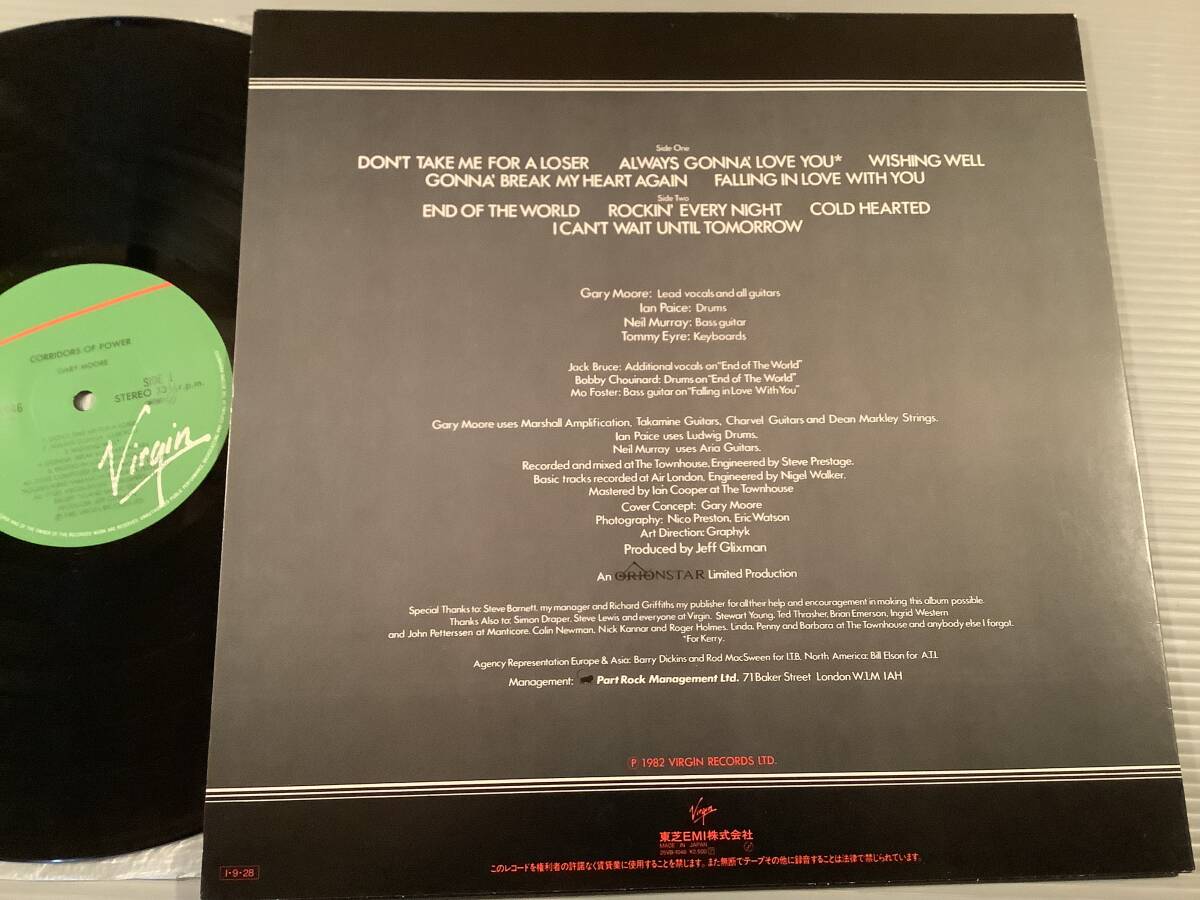 Side One
DON'T TAKE ME FOR A LOSER ALWAYS GONNA' LOVE YOU* WISHING WELL
GONNA' BREAK MY HEART AGAIN FALLING IN LOVE WITH YOU
Side Two
END OF THE WORLD ROCKIN' EVERY NIGHT COLD HEARTED
I CAN'T WAIT UNTIL TOMORROW
Gary Moore: Lead vocals and all guitars
Ian Paice: Drums
Neil Murray: Bass guitar
Tommy Eyre: Keyboards
Jack Bruce: Additional vocals on "End of The World"
Bobby Chouinard: Drums on "End of The World"
Mo Foster: Bass guitar on "Falling in Love With You"
Gary Moore uses Marshall Amplification, Takamine Guitars, Charvel Guitars and Dean Markley Strings.
Ian Paice uses Ludwig Drums.
Neil Murray uses Aria Guitars.
Recorded and mixed at The Townhouse, Engineered by Steve Prestage.
Basic tracks recorded at Air London, Engineered by Nigel Walker.
Mastered by Ian Cooper at The Townhouse
Cover Concept: Gary Moore
Photography: Nico Preston, Eric Watson
Art Direction: Graphyk
Produced by Jeff Glixman
An ORIONSTAR Limited Production
Special Thanks to: Steve Barnett, my manager and Richard Griffiths my publisher for all their help and encouragement in making this album possible.
Thanks Also to: Simon Draper, Steve Lewis and everyone at Virgin. Stewart Young, Ted Thrasher, Brian Emerson, Ingrid Western
and John Petterssen at Manticore, Colin Newman, Nick Kannar and Roger Holmes, Linda, Penny and Barbara at The Townhouse and anybody else I forgot.
*For Kerry.
Agency Representation Europe & Asia: Barry Dickins and Rod MacSween for I.T.B. North America: Bill Elson for A.T.I.
Management: Part Rock Management Ltd. 71 Baker Street London W.1.M 1AH
Ⓟ 1982 VIRGIN RECORDS LTD.
Virgin
東芝EMI株式会社
MADE IN JAPAN
25VB-1046 ¥2,500
このレコードを権利者の許諾なく賃貸業に使用することを禁じます。また無断でテープその他に録音することは法律で禁じられています。
I・9・28
CORRIDORS OF POWER
GARY MOORE
SIDE 1
STEREO 33⅓ r.p.m.
Virgin